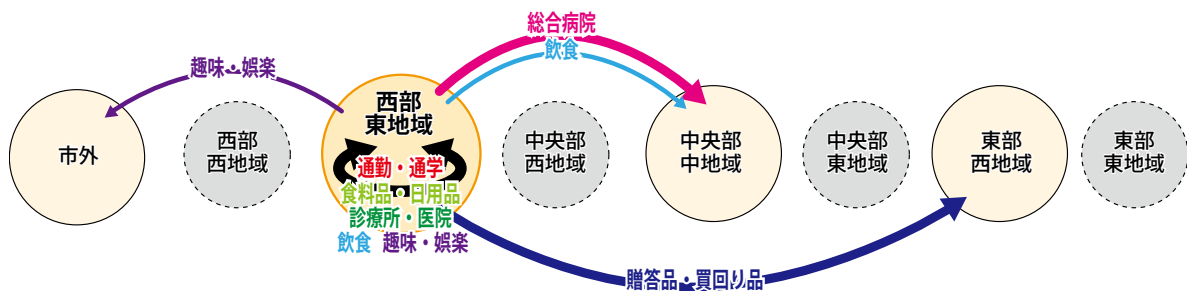 総合病院
飲食
趣味・娯楽
市外
西部
西地域
西部
東地域
通勤・通学
食料品・日用品
診療所・医院
飲食 趣味・娯楽
中央部
西地域
中央部
中地域
中央部
東地域
東部
西地域
東部
東地域
贈答品・買回り品